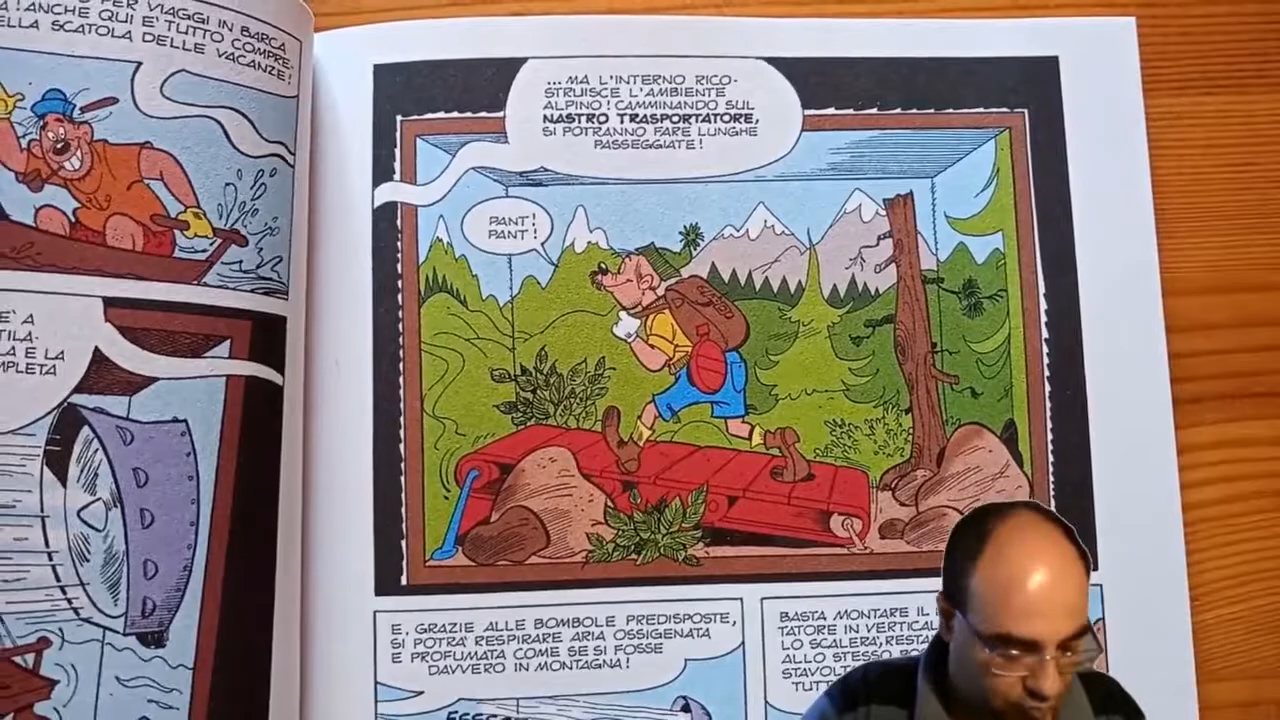 PER VIAGGI IN BARCA
! ANCHE QUI E' TUTTO COMPRE-
ELLA SCATOLA DELLE VACANZE!
E' A
TILA-
LA E LA
MPLETA
...MA L'INTERNO RICO-
STRUISCE L'AMBIENTE
ALPINO! CAMMINANDO SUL
NASTRO TRASPORTATORE,
SI POTRANNO FARE LUNGHE
PASSEGGIATE!
PANT!
PANT!
E, GRAZIE ALLE BOMBOLE PREDISPOSTE,
SI POTRA' RESPIRARE ARIA OSSIGENATA
E PROFUMATA COME SE SI FOSSE
DAVVERO IN MONTAGNA!
BASTA MONTARE IL
TATORE IN VERTICAL
LO SCALERA', RESTA
ALLO STESSO
STAVOLT
TUTT